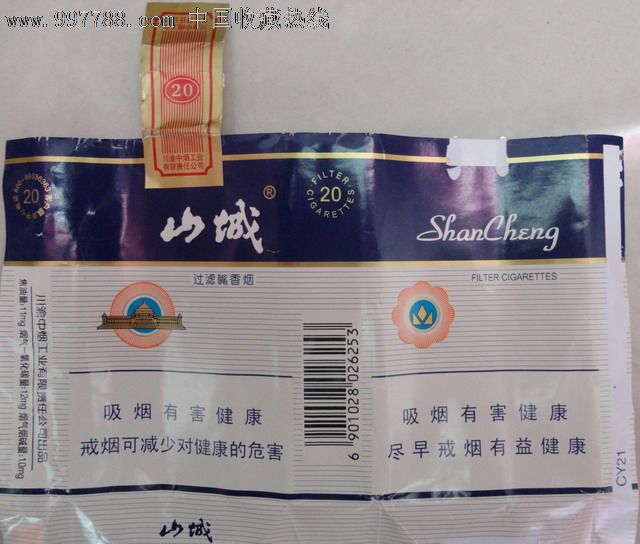 www.997788.com 中国收藏热线
20
川渝中烟工业
有限责任公司
20
山城®
FILTER
20
CIGARETTES
ShanCheng
过滤嘴香烟
FILTER CIGARETTES
川渝中烟工业有限责任公司出品
焦油量:11mg 烟气一氧化碳量:12mg 烟气烟碱量:1.0mg
吸烟有害健康
戒烟可减少对健康的危害
6 901028 026253
吸烟有害健康
尽早戒烟有益健康
CY21
山城